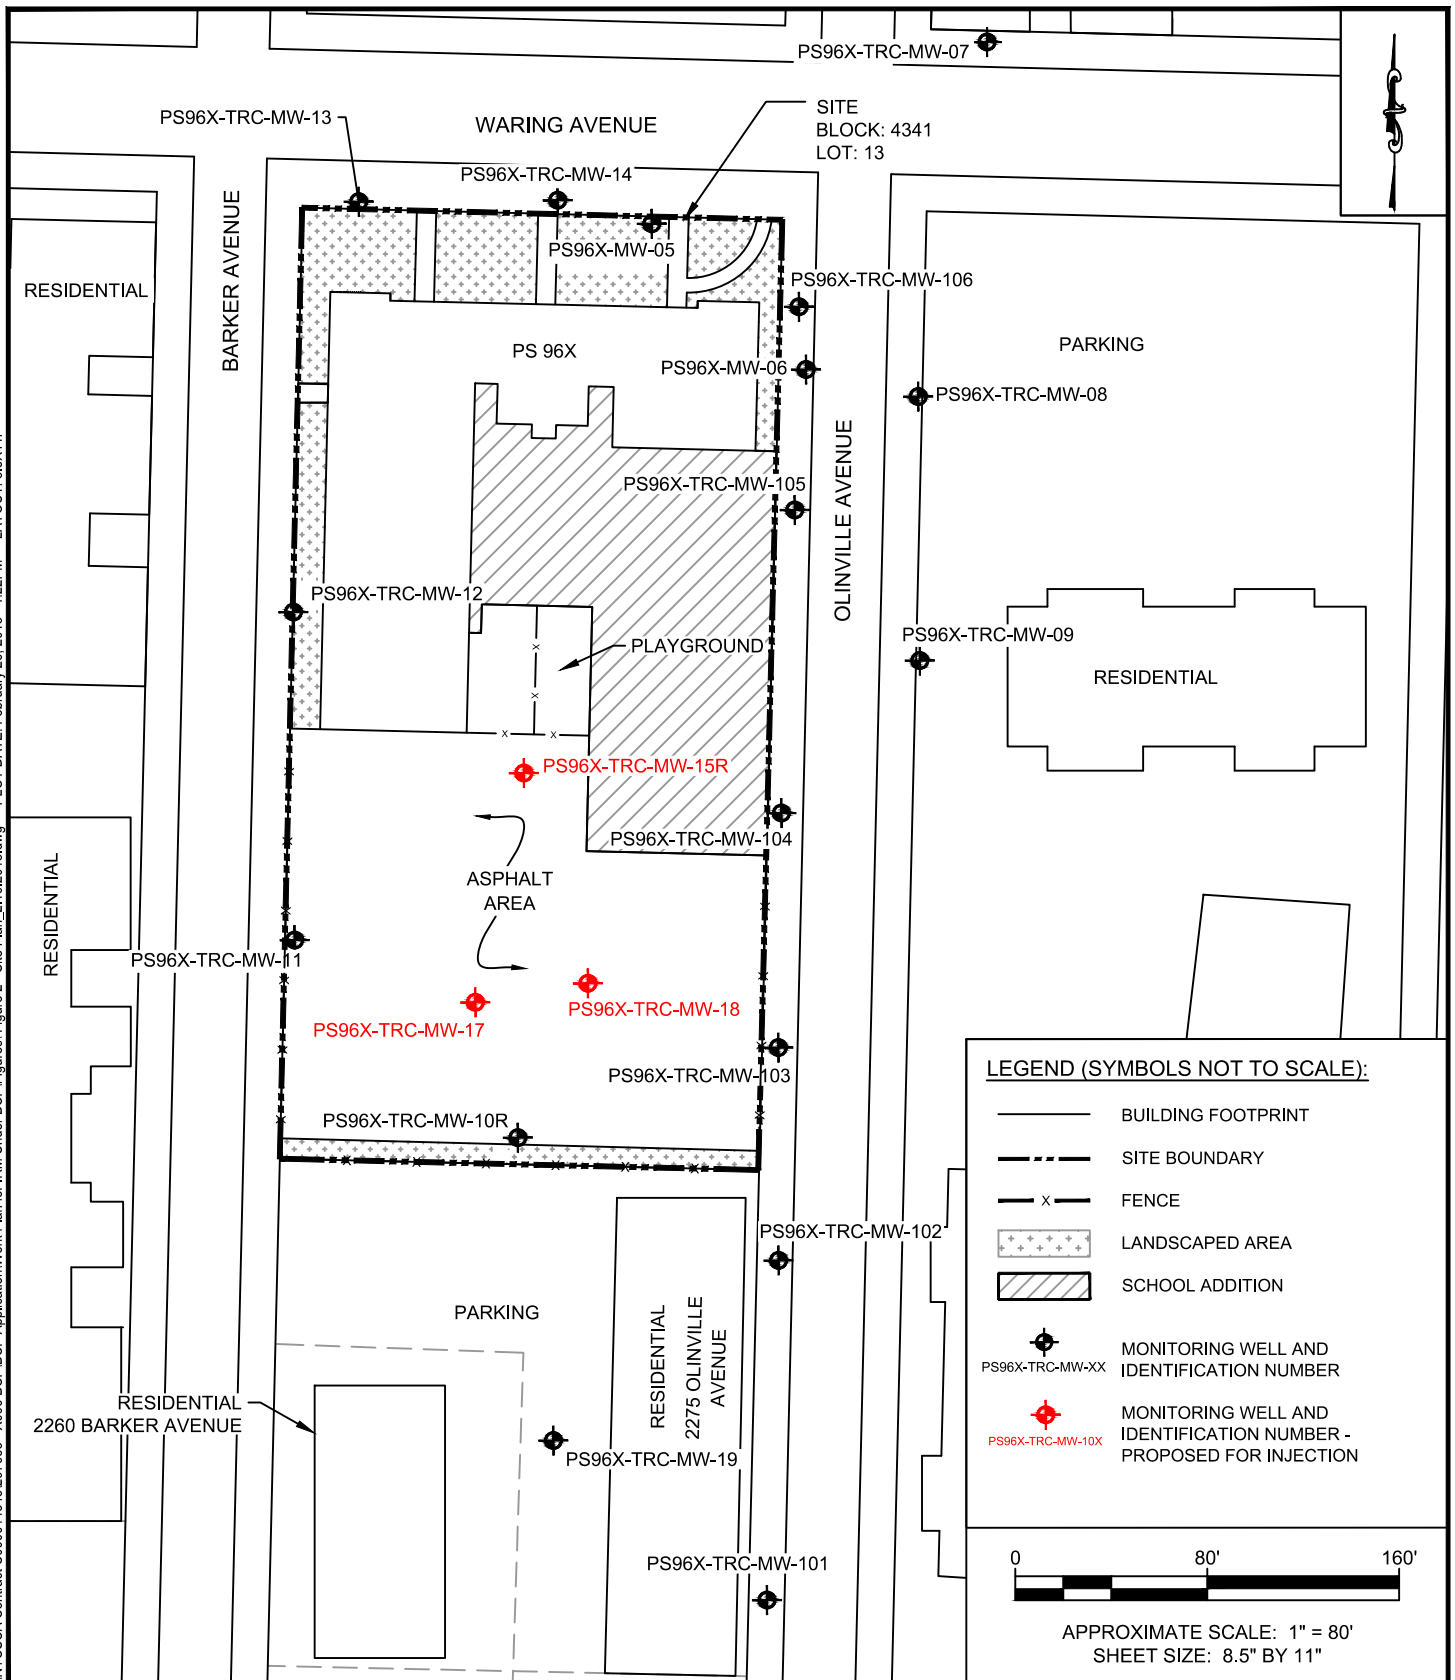 PS96X-TRC-MW-07
PS96X-TRC-MW-13
WARING AVENUE
SITE
BLOCK: 4341
LOT: 13
PS96X-TRC-MW-14
BARKER AVENUE
PS96X-MW-05
RESIDENTIAL
PS96X-TRC-MW-106
PS 96X
PARKING
PS96X-MW-06
PS96X-TRC-MW-08
OLINVILLE AVENUE
PS96X-TRC-MW-105
PS96X-TRC-MW-12
PLAYGROUND
PS96X-TRC-MW-09
RESIDENTIAL
x
x
x
x
PS96X-TRC-MW-15R
PS96X-TRC-MW-104
ASPHALT
AREA
RESIDENTIAL
PS96X-TRC-MW-11
PS96X-TRC-MW-17
PS96X-TRC-MW-18
PS96X-TRC-MW-103
PS96X-TRC-MW-10R
PS96X-TRC-MW-102
PARKING
RESIDENTIAL
2275 OLINVILLE
AVENUE
RESIDENTIAL
2260 BARKER AVENUE
PS96X-TRC-MW-19
PS96X-TRC-MW-101
LEGEND (SYMBOLS NOT TO SCALE):
BUILDING FOOTPRINT
SITE BOUNDARY
x
FENCE
LANDSCAPED AREA
SCHOOL ADDITION
PS96X-TRC-MW-XX
MONITORING WELL AND
IDENTIFICATION NUMBER
PS96X-TRC-MW-10X
MONITORING WELL AND
IDENTIFICATION NUMBER -
PROPOSED FOR INJECTION
0 80' 160'
APPROXIMATE SCALE: 1" = 80'
SHEET SIZE: 8.5" BY 11"